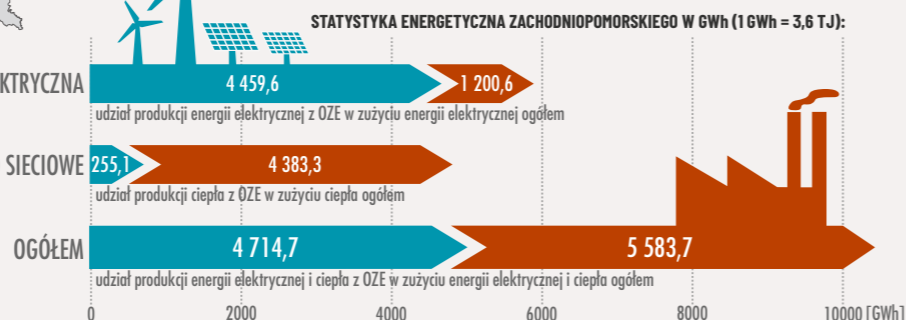 STATYSTYKA ENERGETYCZNA ZACHODNIOPOMORSKIEGO W GWh (1 GWh = 3,6 TJ):
KTRYCZNA 4 459,6 1 200,6
udział produkcji energii elektrycznej z OZE w zużyciu energii elektrycznej ogółem
SIECIOWE 255,1 4 383,3
udział produkcji ciepła z OZE w zużyciu ciepła ogółem
OGÓŁEM 4 714,7 5 583,7
udział produkcji energii elektrycznej i ciepła z OZE w zużyciu energii elektrycznej i ciepła ogółem
0 2000 4000 6000 8000 10000 [GWh]